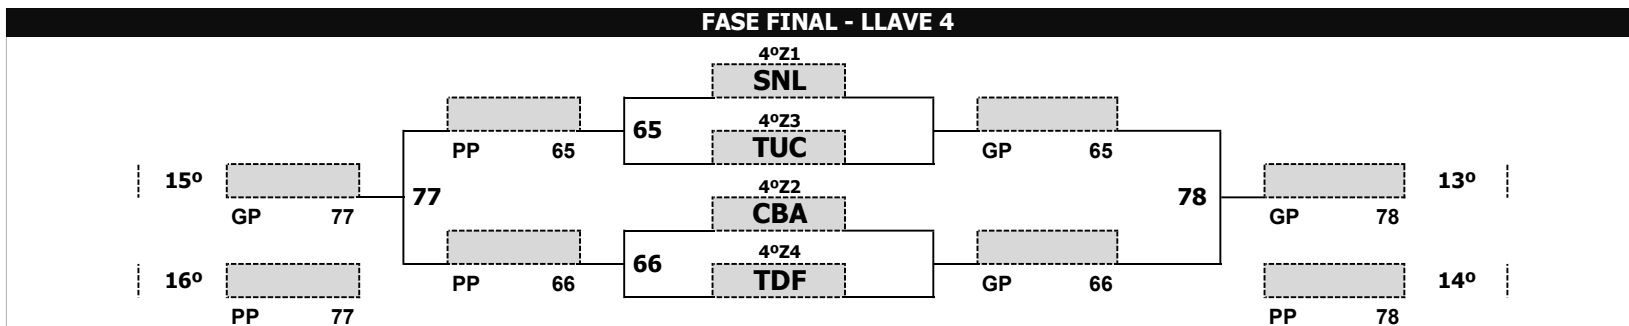 FASE FINAL - LLAVE 4
4ºZ1
SNL
65
4ºZ3
TUC
PP 65
GP 65
15º
77
4ºZ2
78
13º
GP 77
CBA
GP 78
66
4ºZ4
16º
PP 66
TDF
GP 66
14º
PP 77
PP 78